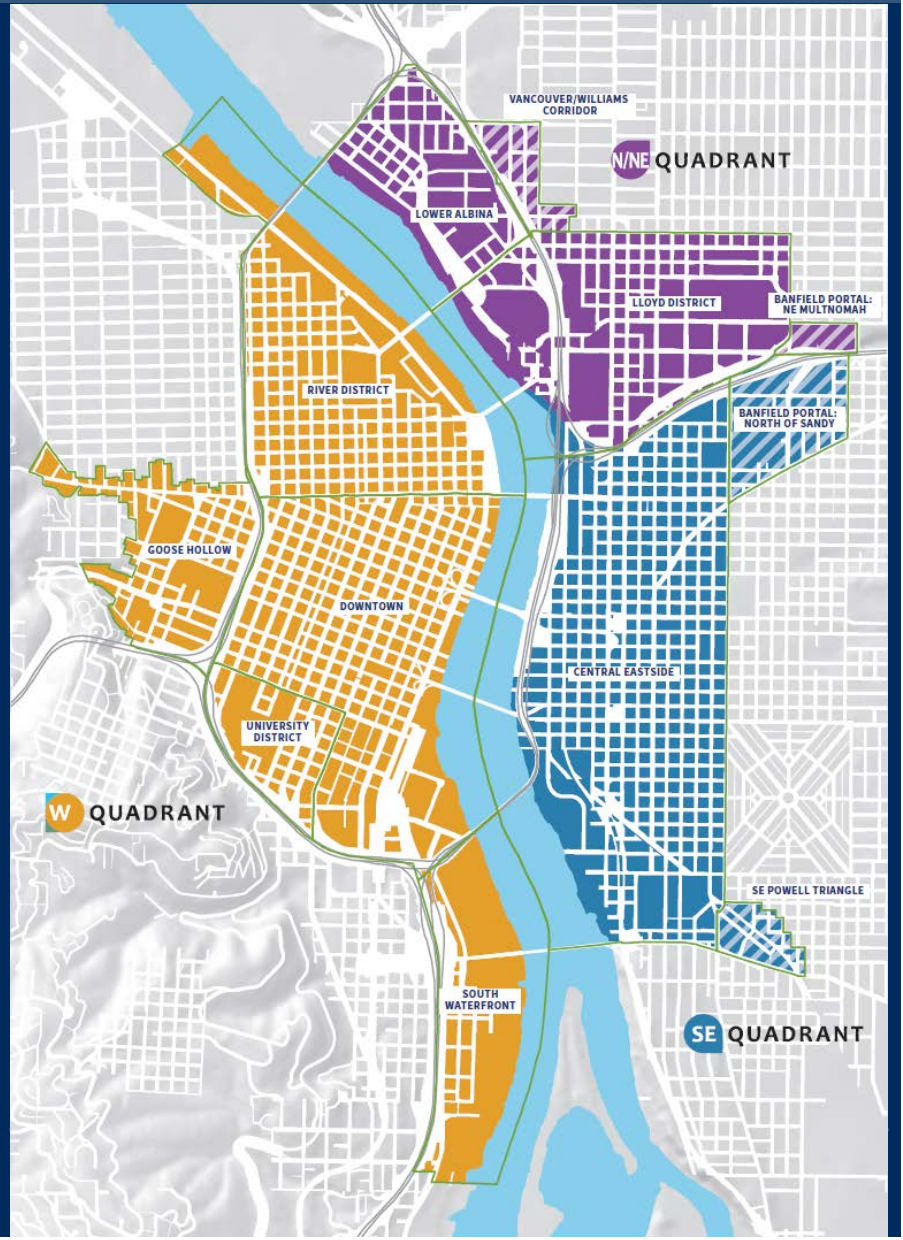 VANCOUVER/WILLIAMS
CORRIDOR
N/NE QUADRANT
LOWER ALBINA
LLOYD DISTRICT
BANFIELD PORTAL:
NE MULTNOMAH
RIVER DISTRICT
BANFIELD PORTAL:
NORTH OF SANDY
GOOSE HOLLOW
DOWNTOWN
CENTRAL EASTSIDE
UNIVERSITY
DISTRICT
W QUADRANT
SE POWELL TRIANGLE
SOUTH
WATERFRONT
SE QUADRANT